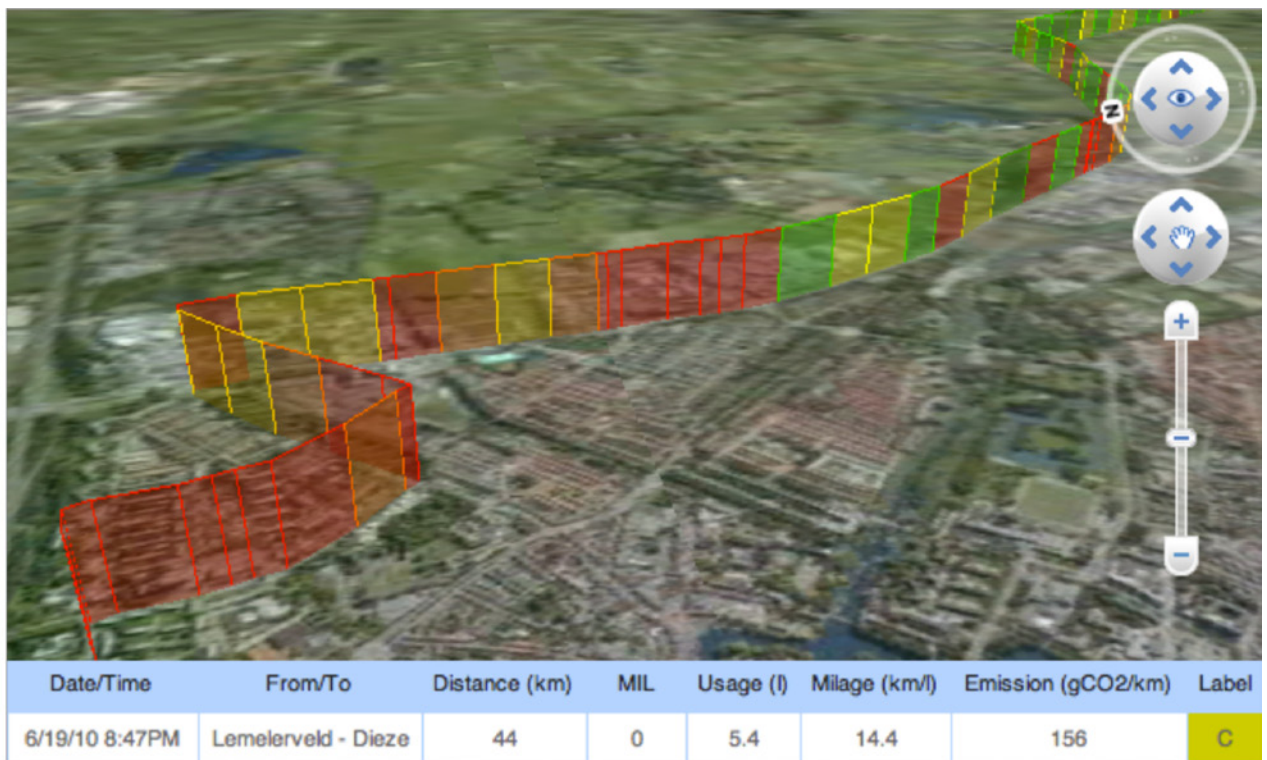 N
Date/Time From/To Distance (km) MIL Usage (l) Milage (km/l) Emission (gCO2/km) Label
6/19/10 8:47PM Lemelerveld - Dieze 44 0 5.4 14.4 156 C